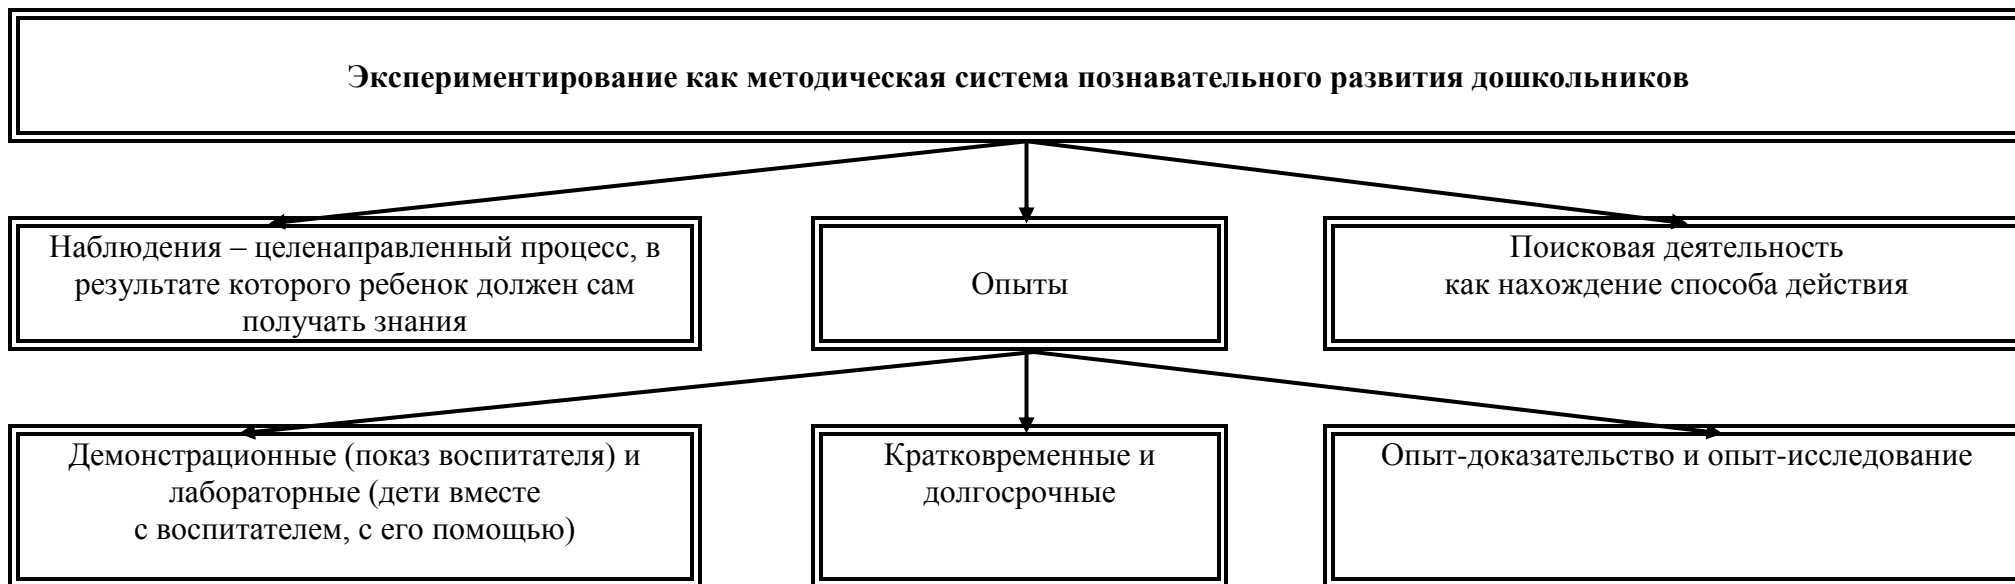 Экспериментирование как методическая система познавательного развития дошкольников
Наблюдения – целенаправленный процесс, в
результате которого ребенок должен сам
получать знания
Опыты
Поисковая деятельность
как нахождение способа действия
Демонстрационные (показ воспитателя) и
лабораторные (дети вместе
с воспитателем, с его помощью)
Кратковременные и
долгосрочные
Опыт-доказательство и опыт-исследование